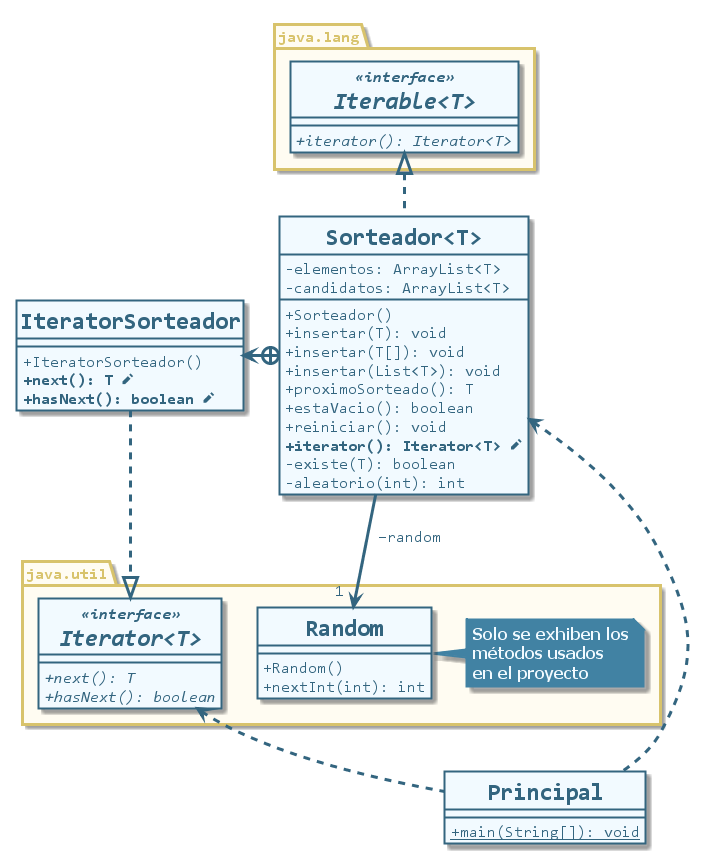 java.lang
«interface»
Iterable<T>
+iterator(): Iterator<T>
Sorteador<T>
-elementos: ArrayList<T>
-candidatos: ArrayList<T>
+Sorteador()
+insertar(T): void
+insertar(T[]): void
+insertar(List<T>): void
+proximoSorteado(): T
+estaVacio(): boolean
+reiniciar(): void
+iterator(): Iterator<T>
-existe(T): boolean
-aleatorio(int): int
IteratorSorteador
+IteratorSorteador()
+next(): T
+hasNext(): boolean
-random
1
java.util
«interface»
Iterator<T>
+next(): T
+hasNext(): boolean
Random
+Random()
+nextInt(int): int
Solo se exhiben los
métodos usados
en el proyecto
Principal
+main(String[]): void